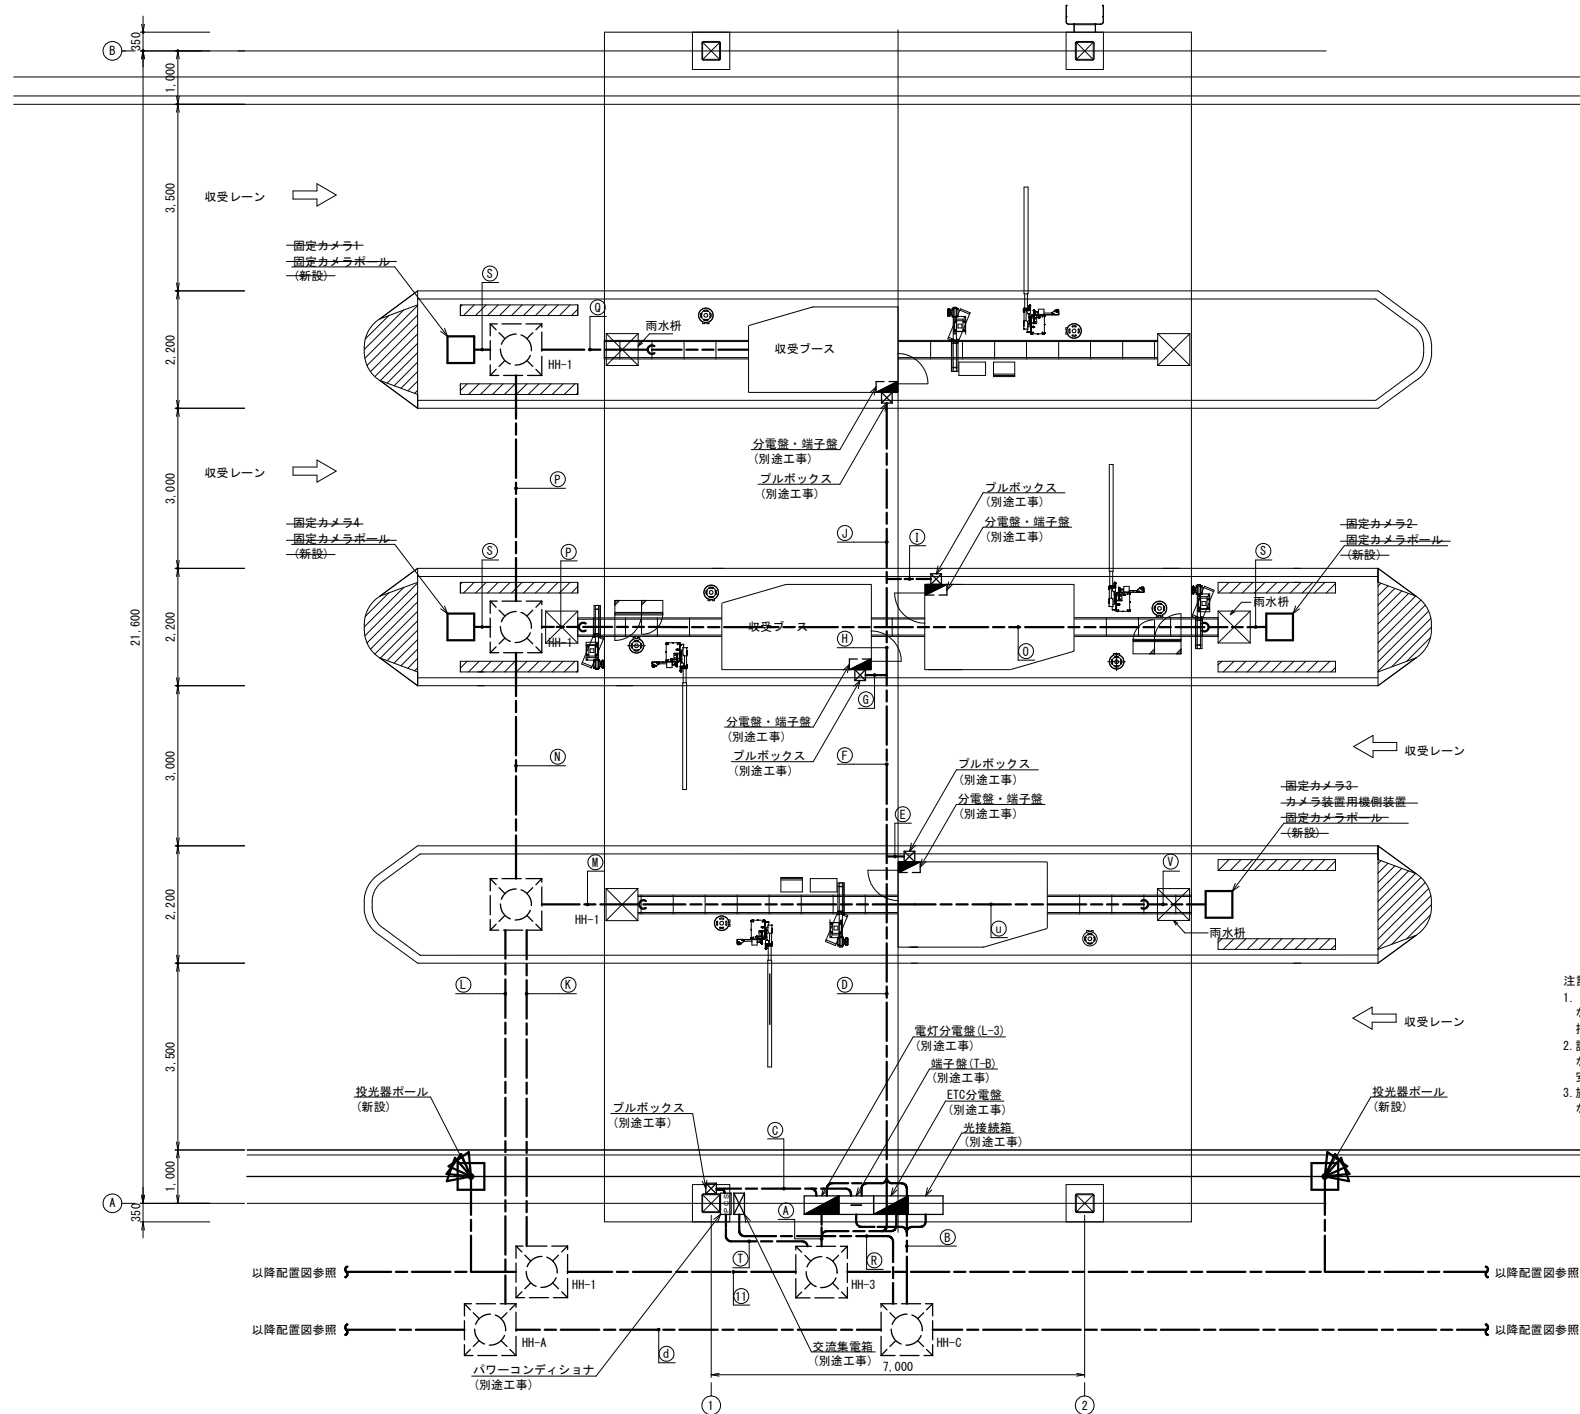 B
350
1,000
3,500
収受レーン
固定カメラ1
固定カメラポール
(新設)
S
Q
雨水枡
収受ブース
HH-1
2,200
分電盤・端子盤
(別途工事)
プルボックス
(別途工事)
収受レーン
3,000
P
プルボックス
(別途工事)
分電盤・端子盤
(別途工事)
J
I
固定カメラ4
固定カメラポール
(新設)
S
P
固定カメラ2
固定カメラポール
(新設)
S
雨水枡
21,600
2,200
HH-1
収受ブース
H
O
G
分電盤・端子盤
(別途工事)
プルボックス
(別途工事)
収受レーン
3,000
N
F
プルボックス
(別途工事)
分電盤・端子盤
(別途工事)
E
固定カメラ3
カメラ装置用機側装置
固定カメラポール
(新設)
M
V
2,200
HH-1
u
雨水枡
L
K
D
収受レーン
注
1.
2.
3.
3,500
電灯分電盤(L-3)
(別途工事)
端子盤(T-B)
(別途工事)
ETC分電盤
(別途工事)
光接続箱
(別途工事)
投光器ポール
(新設)
プルボックス
(別途工事)
C
投光器ポール
(新設)
1,000
A
350
PCS
A
T
R
B
以降配置図参照
HH-1
11
HH-3
以降配置図参照
以降配置図参照
HH-A
d
HH-C
以降配置図参照
パワーコンディショナ
(別途工事)
交流集電箱
(別途工事)
7,000
1
2